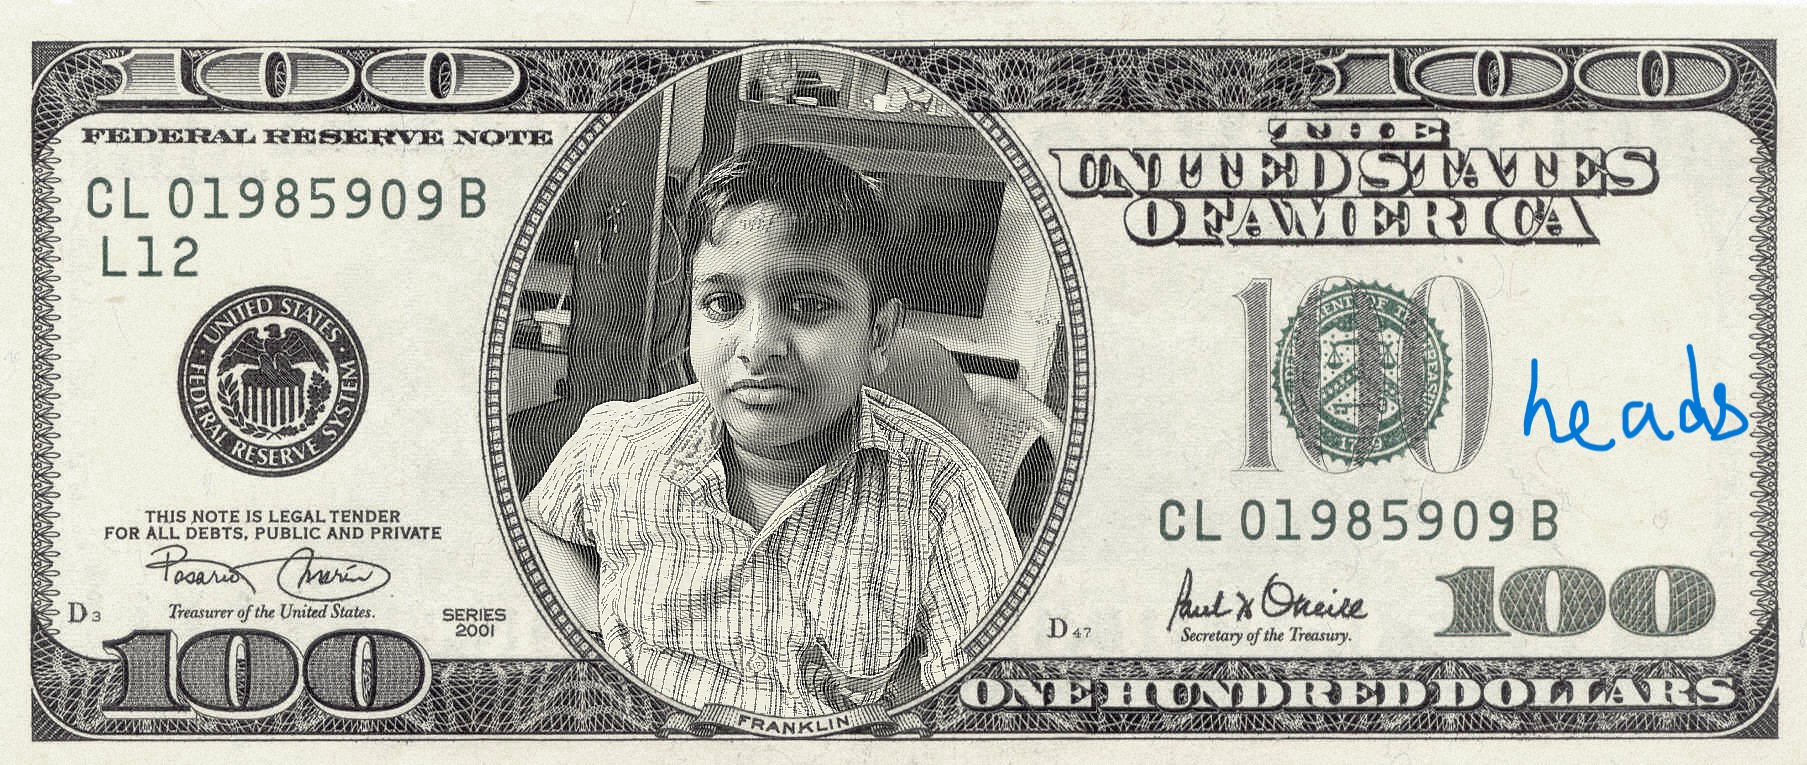 100
100
FEDERAL RESERVE NOTE
THE
UNITED STATES
OF AMERICA
CL 01985909 B
L12
UNITED STATES
FEDERAL RESERVE SYSTEM
100
1789
heads
CL 01985909 B
THIS NOTE IS LEGAL TENDER
FOR ALL DEBTS, PUBLIC AND PRIVATE
Rosario Marin
Treasurer of the United States.
D3
SERIES
2001
D47
Paul H O'Neill
Secretary of the Treasury.
100
100
FRANKLIN
ONE HUNDRED DOLLARS